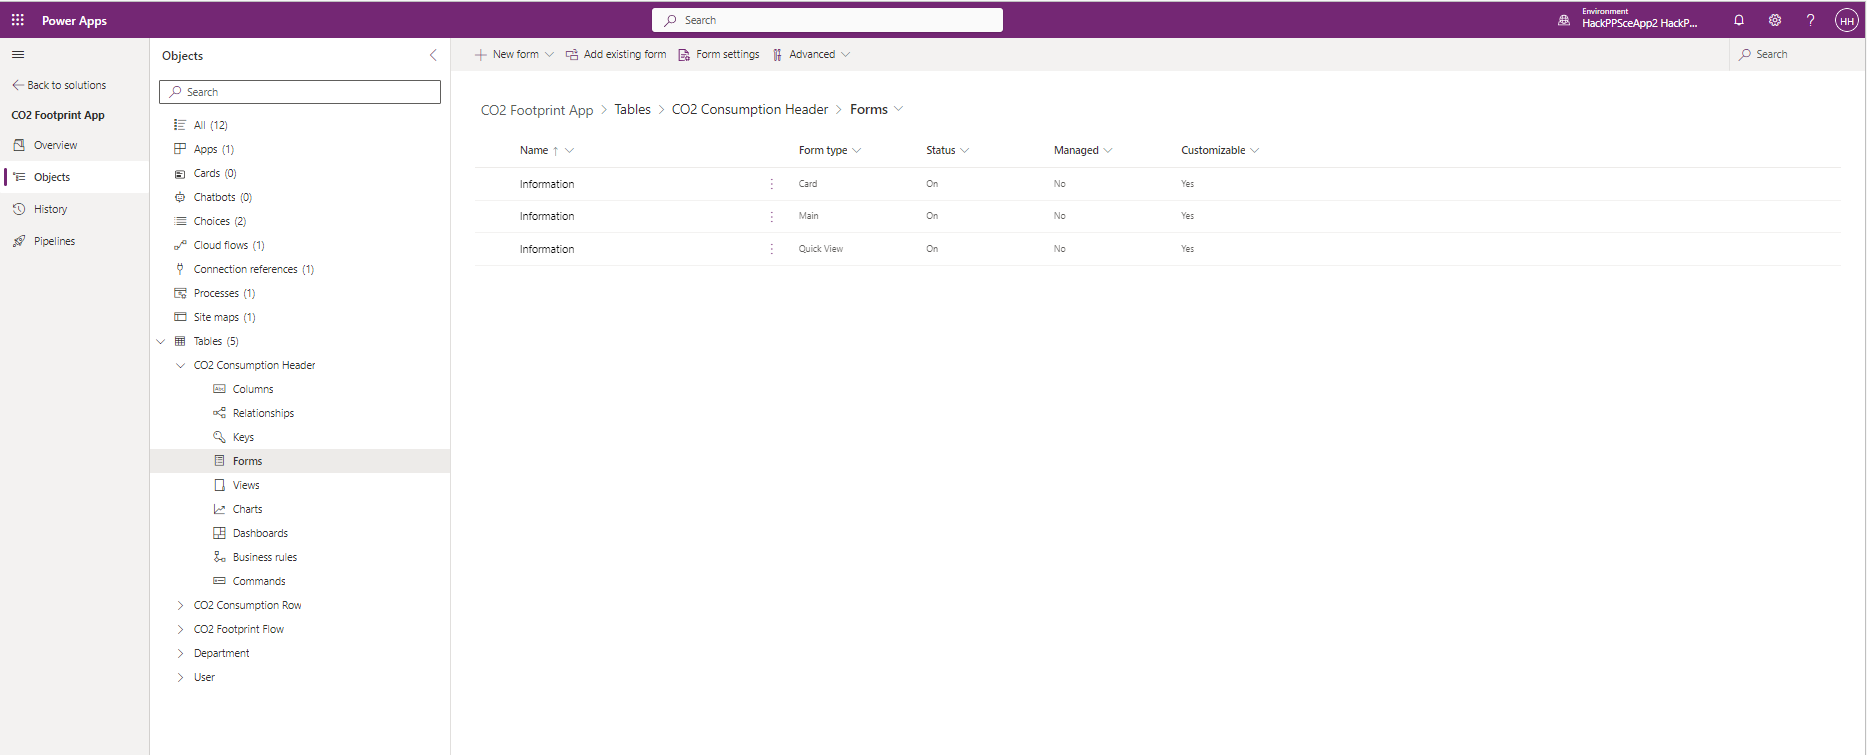 Power Apps
Search
Environment
HackPPSceApp2 HackP...
?
HH
Back to solutions
CO2 Footprint App
Overview
Objects
History
Pipelines
Objects
Search
All (12)
Apps (1)
Cards (0)
Chatbots (0)
Choices (2)
Cloud flows (1)
Connection references (1)
Processes (1)
Site maps (1)
Tables (5)
CO2 Consumption Header
Abc Columns
Relationships
Keys
Forms
Views
Charts
Dashboards
Business rules
Commands
CO2 Consumption Row
CO2 Footprint Flow
Department
User
New form Add existing form Form settings Advanced Search
CO2 Footprint App > Tables > CO2 Consumption Header > Forms
Name ↑ Form type Status Managed Customizable
Information Card On No Yes
Information Main On No Yes
Information Quick View On No Yes